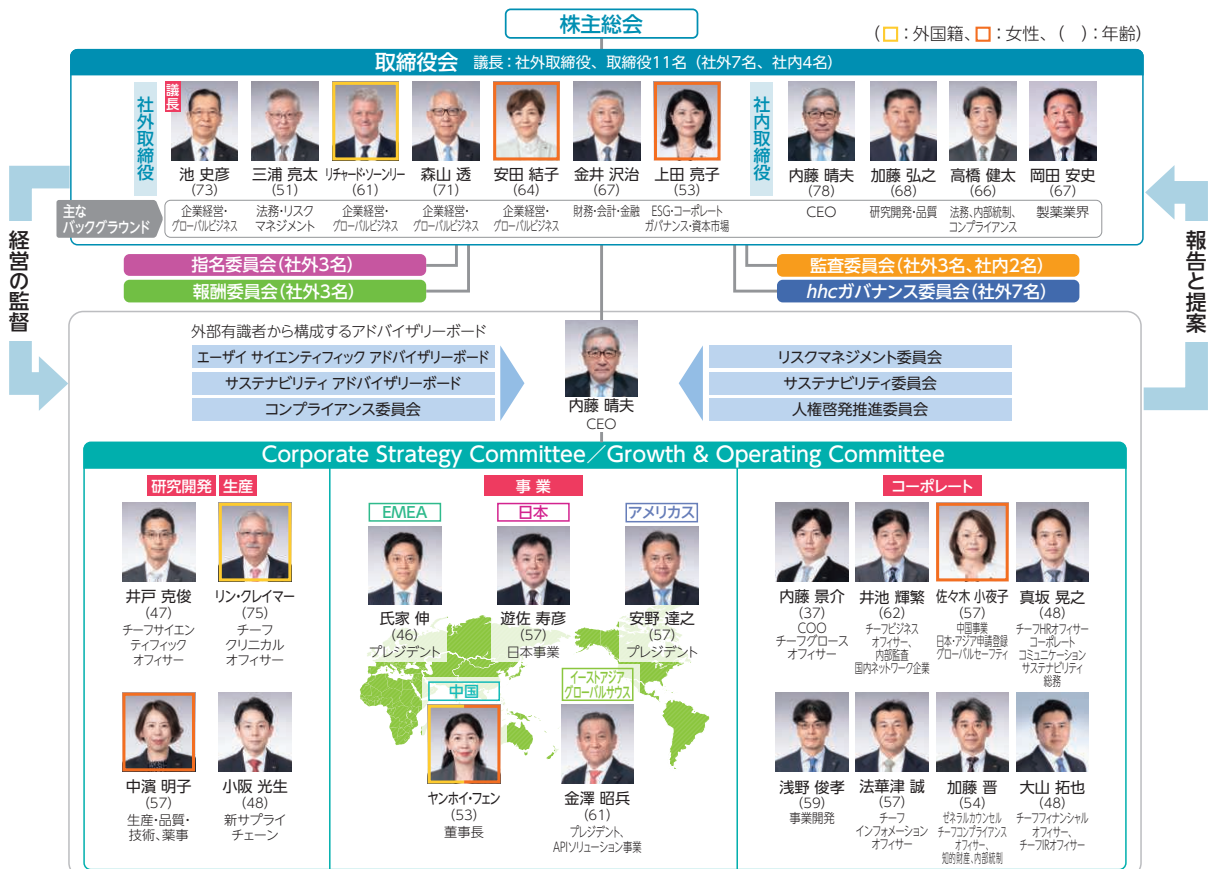 株主総会
(□：外国籍、□：女性、( )：年齢)
取締役会 議長：社外取締役、取締役11名（社外7名、社内4名）
社外取締役
議長
池 史彦
(73)
三浦 亮太
(51)
リチャード・ソーンリー
(61)
森山 透
(71)
安田 結子
(64)
金井 沢治
(67)
上田 亮子
(53)
社内取締役
内藤 晴夫
(78)
加藤 弘之
(68)
高橋 健太
(66)
岡田 安史
(67)
主な
バックグラウンド
企業経営・
グローバルビジネス
法務・リスク
マネジメント
企業経営・
グローバルビジネス
企業経営・
グローバルビジネス
企業経営・
グローバルビジネス
財務・会計・金融
ESG・コーポレート
ガバナンス・資本市場
CEO
研究開発・品質
法務、内部統制、
コンプライアンス
製薬業界
経営の監督
報告と提案
指名委員会(社外3名)
報酬委員会(社外3名)
監査委員会(社外3名、社内2名)
hhcガバナンス委員会(社外7名)
外部有識者から構成するアドバイザリーボード
エーザイ サイエンティフィック アドバイザリーボード
サステナビリティ アドバイザリーボード
コンプライアンス委員会
内藤 晴夫
CEO
リスクマネジメント委員会
サステナビリティ委員会
人権啓発推進委員会
Corporate Strategy Committee／Growth & Operating Committee
研究開発 生産
井戸 克俊
(47)
チーフサイエン
ティフィック
オフィサー
リン・クレイマー
(75)
チーフ
クリニカル
オフィサー
中濱 明子
(57)
生産・品質・
技術、薬事
小阪 光生
(48)
新サプライ
チェーン
事 業
EMEA
氏家 伸
(46)
プレジデント
日本
遊佐 寿彦
(57)
日本事業
アメリカス
安野 達之
(57)
プレジデント
中国
ヤンホイ・フェン
(53)
董事長
イーストアジア
グローバルサウス
金澤 昭兵
(61)
プレジデント、
APIソリューション事業
コーポレート
内藤 景介
(37)
COO
チーフグロース
オフィサー
井池 輝繁
(62)
チーフビジネス
オフィサー、
内部監査
国内ネットワーク企業
佐々木 小夜子
(57)
中国事業
日本・アジア申請登録
グローバルセーフティ
真坂 晃之
(48)
チーフHRオフィサー
コーポレート
コミュニケーション
サステナビリティ
総務
浅野 俊孝
(59)
事業開発
法華津 誠
(57)
チーフ
インフォメーション
オフィサー
加藤 晋
(54)
ゼネラルカウンセル
チーフコンプライアンス
オフィサー、
知的財産、内部統制
大山 拓也
(48)
チーフフィナンシャル
オフィサー、
チーフIRオフィサー